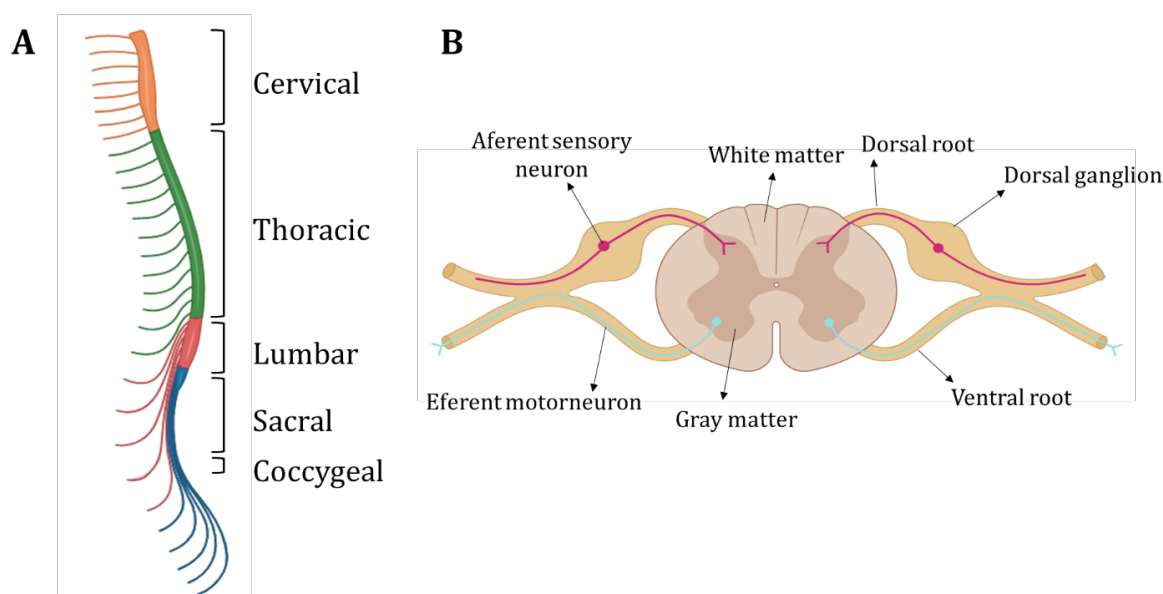 A
Cervical
Thoracic
Lumbar
Sacral
Coccygeal
B
Aferent sensory
neuron
White matter
Dorsal root
Dorsal ganglion
Eferent motorneuron
Gray matter
Ventral root